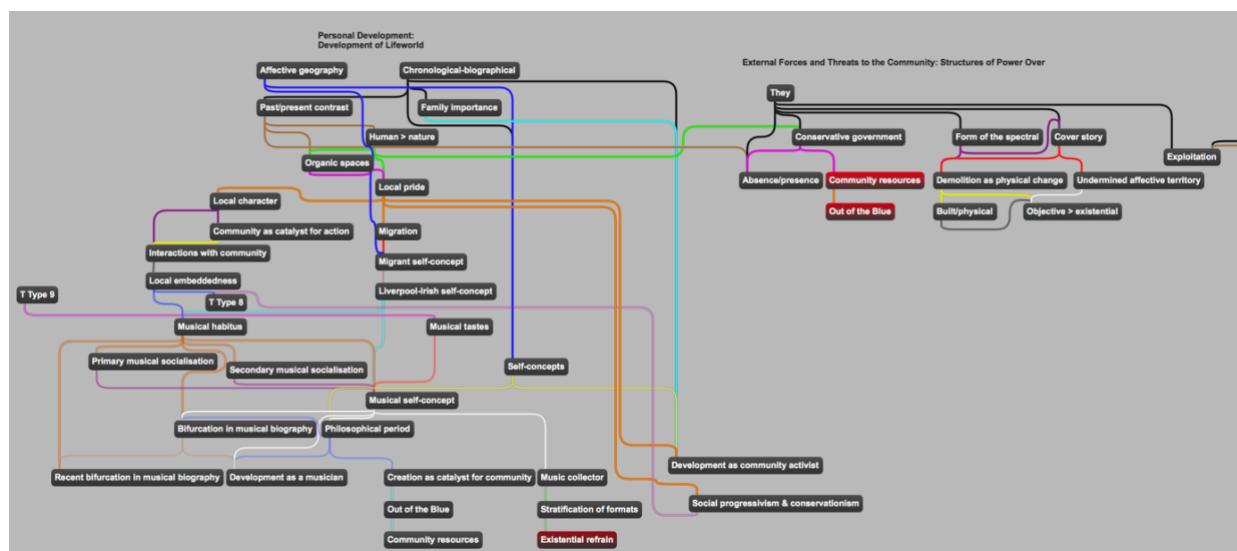 Personal Development:
Development of Lifeworld
External Forces and Threats to the Community: Structures of Power Over
Affective geography
Chronological-biographical
They
Past/present contrast
Family importance
Human > nature
Conservative government
Form of the spectral
Cover story
Organic spaces
Exploitation
Local pride
Absence/presence
Community resources
Demolition as physical change
Undermined affective territory
Local character
Out of the Blue
Built/physical
Objective > existential
Community as catalyst for action
Migration
Interactions with community
Migrant self-concept
Local embeddedness
Liverpool-Irish self-concept
T Type 9
T Type 8
Musical habitus
Musical tastes
Primary musical socialisation
Secondary musical socialisation
Self-concepts
Musical self-concept
Bifurcation in musical biography
Philosophical period
Development as community activist
Recent bifurcation in musical biography
Development as a musician
Creation as catalyst for community
Music collector
Social progressivism & conservationism
Out of the Blue
Stratification of formats
Community resources
Existential refrain